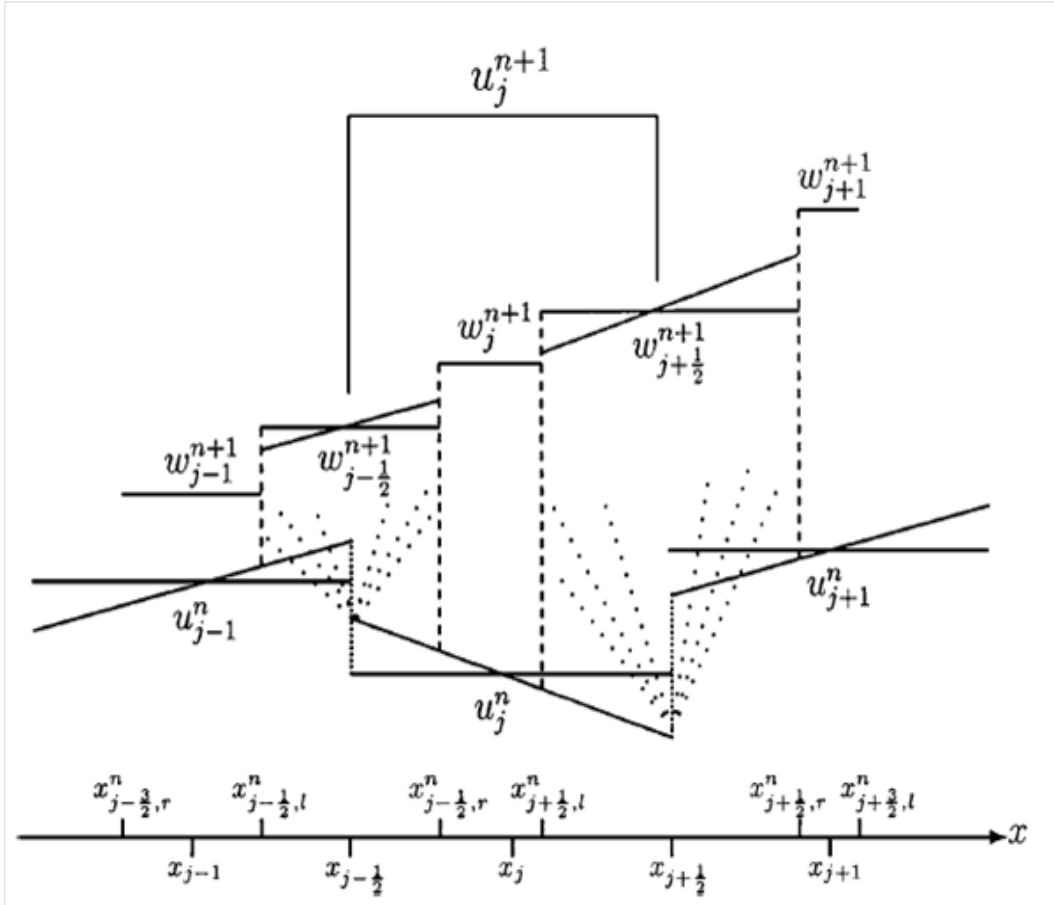 u_j^{n+1}
w_{j+1}^{n+1}
w_j^{n+1}
w_{j+\frac{1}{2}}^{n+1}
w_{j-1}^{n+1} w_{j-\frac{1}{2}}^{n+1}
u_{j-1}^n u_{j+1}^n
u_j^n
x_{j-\frac{3}{2},r}^n x_{j-\frac{1}{2},l}^n x_{j-\frac{1}{2},r}^n x_{j+\frac{1}{2},l}^n x_{j+\frac{1}{2},r}^n x_{j+\frac{3}{2},l}^n
x
x_{j-1} x_{j-\frac{1}{2}} x_j x_{j+\frac{1}{2}} x_{j+1}